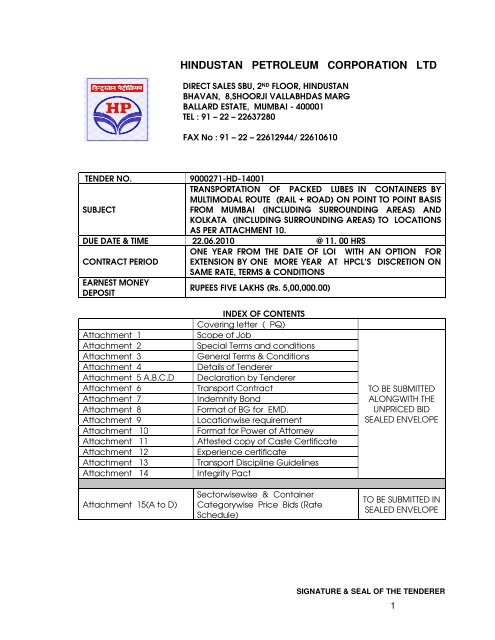 HINDUSTAN PETROLEUM CORPORATION LTD
हिन्दुस्तान पेट्रोलियम
HP
DIRECT SALES SBU, 2ND FLOOR, HINDUSTAN
BHAVAN, 8,SHOORJI VALLABHDAS MARG
BALLARD ESTATE, MUMBAI - 400001
TEL : 91 – 22 – 22637280
FAX No : 91 – 22 – 22612944/ 22610610
TENDER NO. 9000271-HD-14001
SUBJECT
TRANSPORTATION OF PACKED LUBES IN CONTAINERS BY
MULTIMODAL ROUTE (RAIL + ROAD) ON POINT TO POINT BASIS
FROM MUMBAI (INCLUDING SURROUNDING AREAS) AND
KOLKATA (INCLUDING SURROUNDING AREAS) TO LOCATIONS
AS PER ATTACHMENT 10.
DUE DATE & TIME 22.06.2010 @ 11. 00 HRS
CONTRACT PERIOD
ONE YEAR FROM THE DATE OF LOI WITH AN OPTION FOR
EXTENSION BY ONE MORE YEAR AT HPCL'S DISCRETION ON
SAME RATE, TERMS & CONDITIONS
EARNEST MONEY
DEPOSIT
RUPEES FIVE LAKHS (Rs. 5,00,000.00)
INDEX OF CONTENTS
Covering letter ( PQ)
Attachment 1 Scope of Job
Attachment 2 Special Terms and conditions
Attachment 3 General Terms & Conditions
Attachment 4 Details of Tenderer
Attachment 5 A,B,C,D Declaration by Tenderer
Attachment 6 Transport Contract
Attachment 7 Indemnity Bond
Attachment 8 Format of BG for EMD.
Attachment 9 Locationwise requirement
Attachment 10 Format for Power of Attorney
Attachment 11 Attested copy of Caste Certificate
Attachment 12 Experience certificate
Attachment 13 Transport Discipline Guidelines
Attachment 14 Integrity Pact
TO BE SUBMITTED
ALONGWITH THE
UNPRICED BID
SEALED ENVELOPE
Attachment 15(A to D)
Sectorwisewise & Container
Categorywise Price Bids (Rate
Schedule)
TO BE SUBMITTED IN
SEALED ENVELOPE
SIGNATURE & SEAL OF THE TENDERER
1